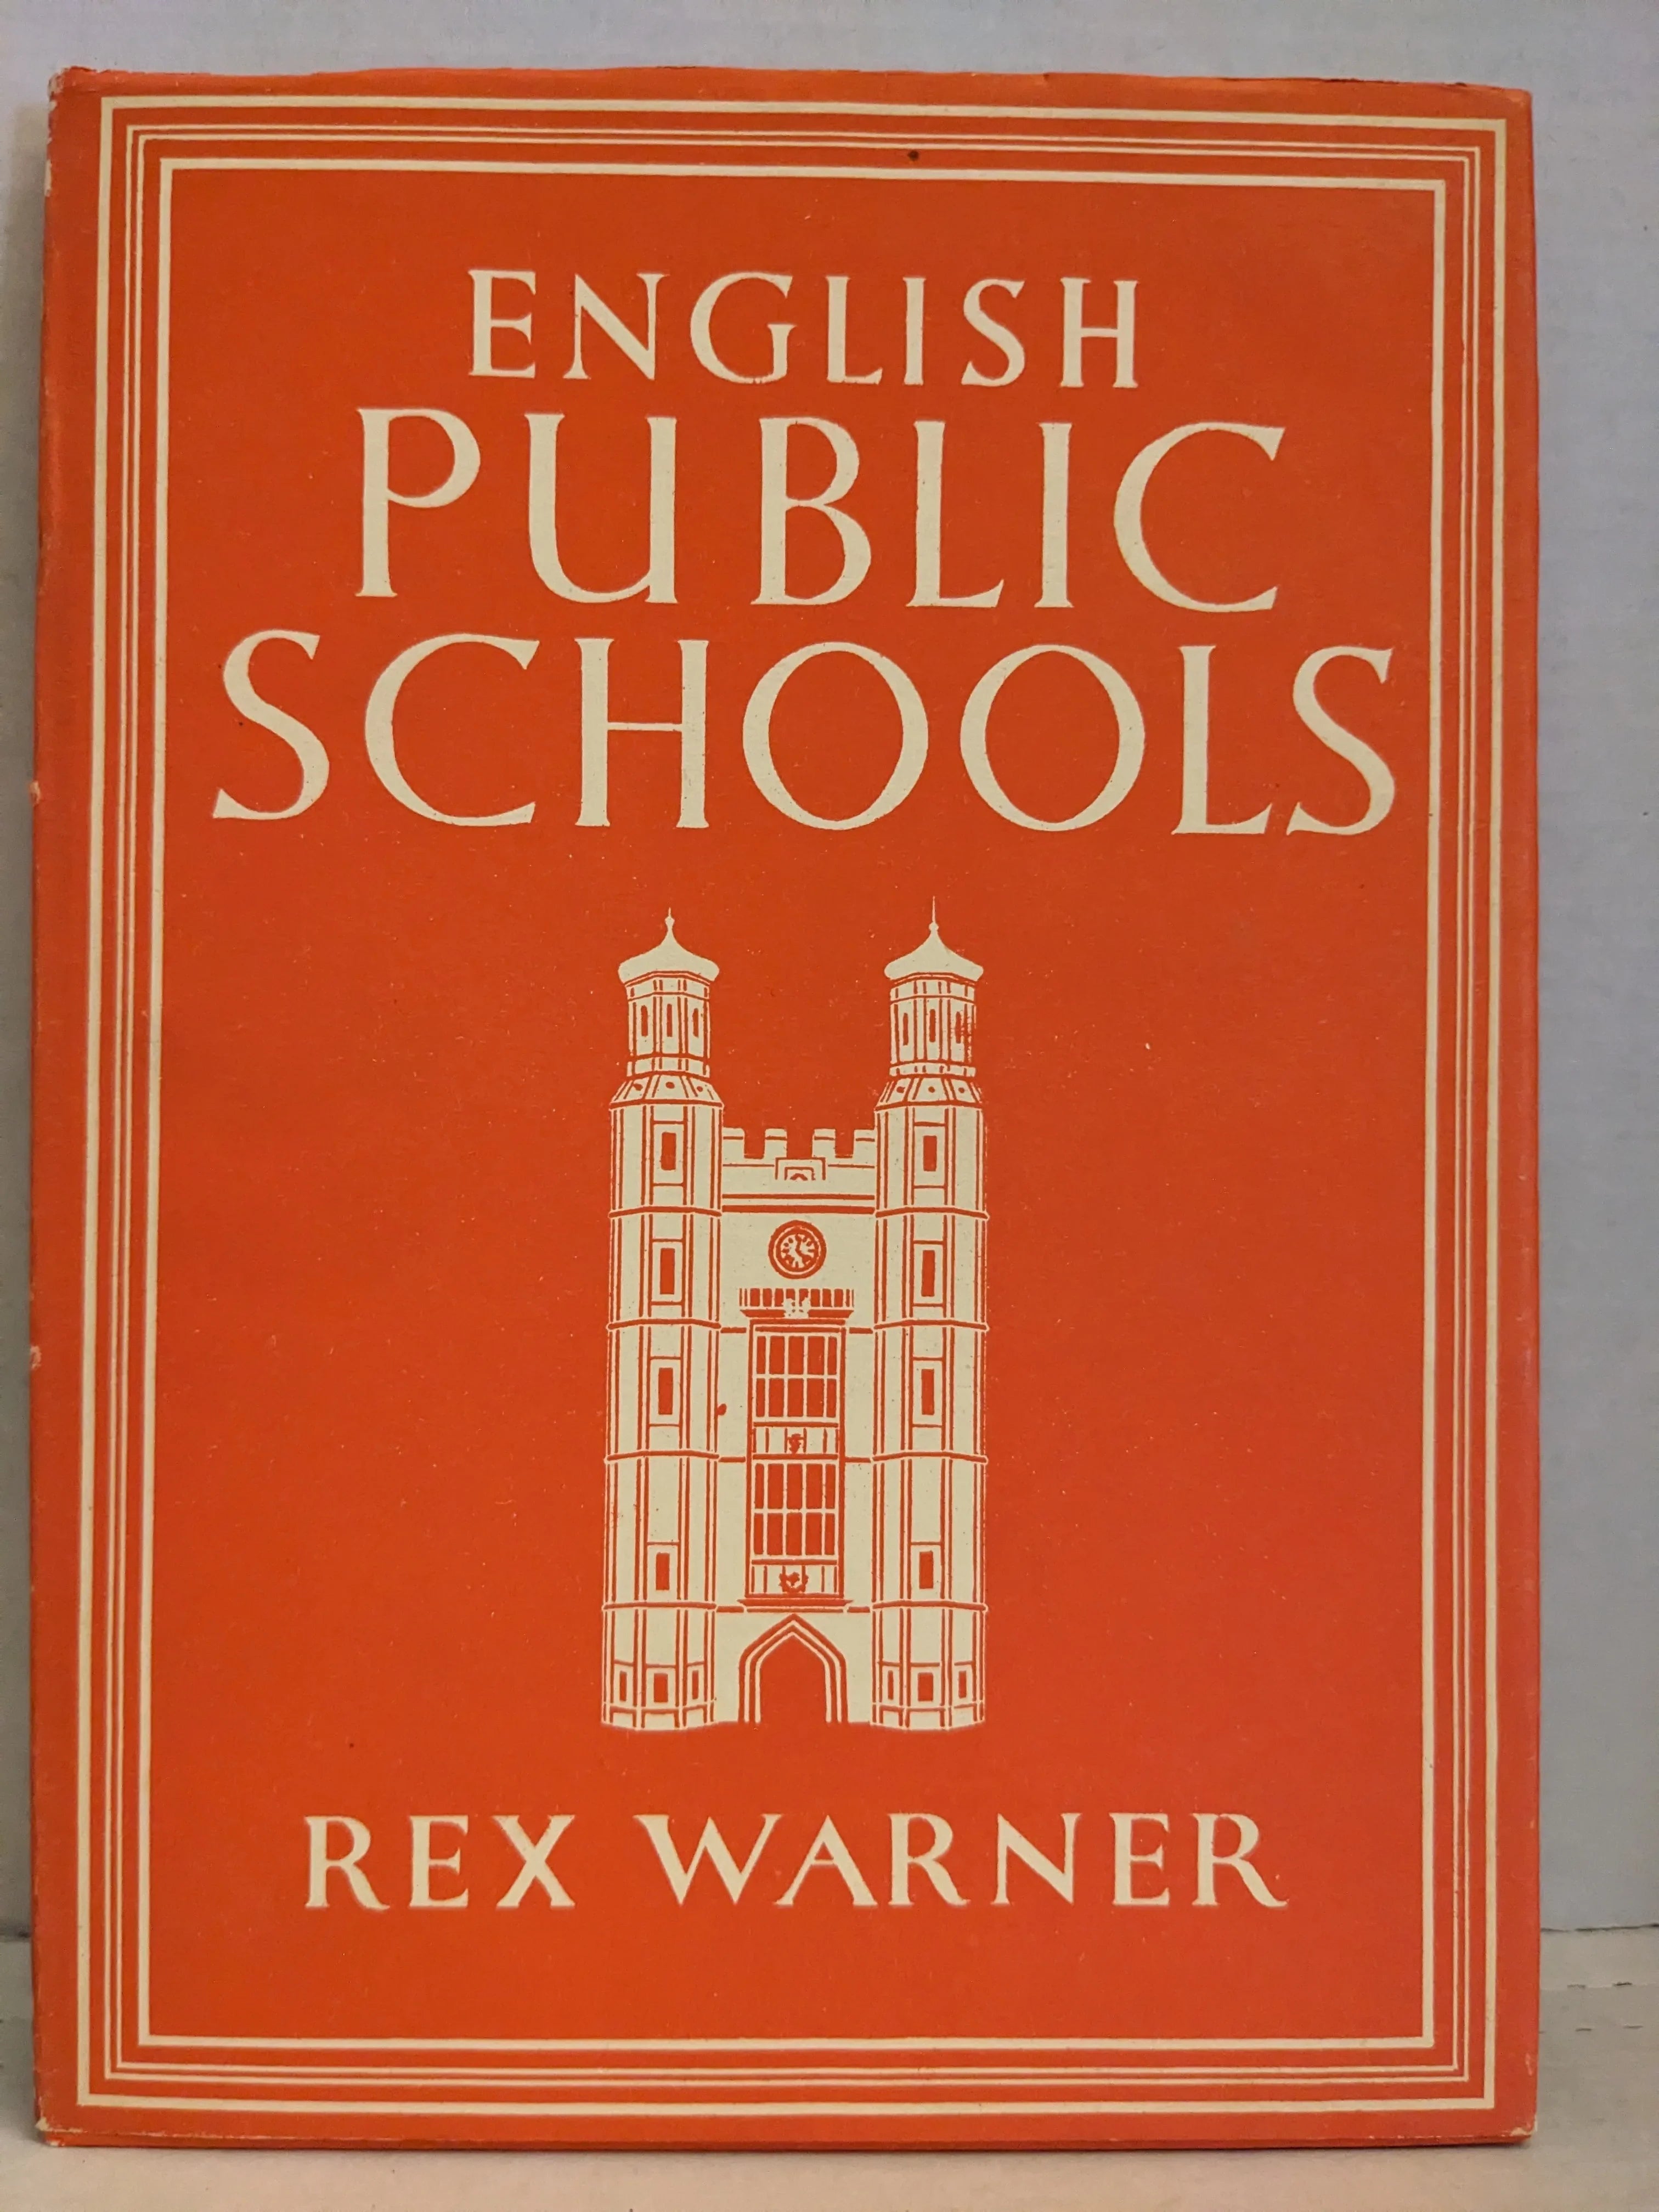 ENGLISH
PUBLIC
SCHOOLS
REX WARNER